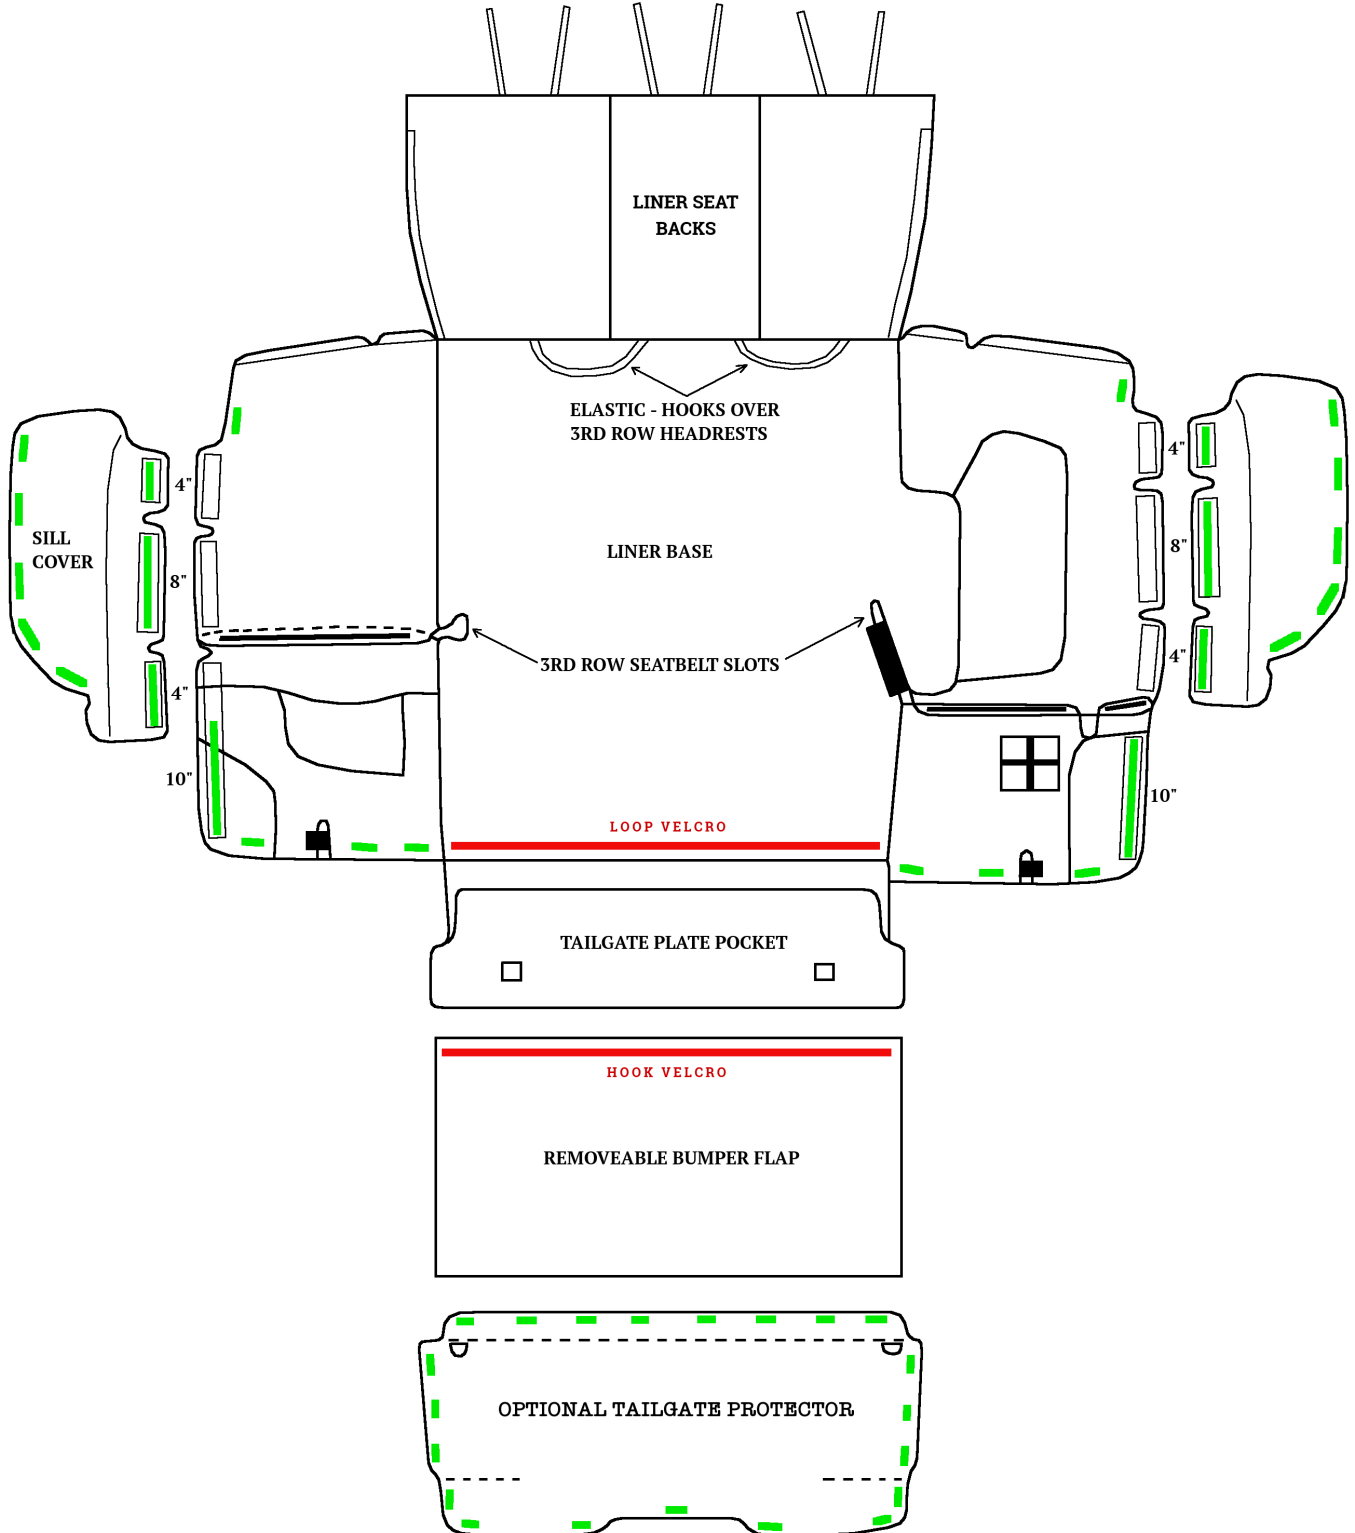 LINER SEAT
BACKS
ELASTIC - HOOKS OVER
3RD ROW HEADRESTS
4"
4"
SILL
COVER
LINER BASE
8"
8"
3RD ROW SEATBELT SLOTS
4"
4"
10"
10"
LOOP VELCRO
TAILGATE PLATE POCKET
HOOK VELCRO
REMOVEABLE BUMPER FLAP
OPTIONAL TAILGATE PROTECTOR